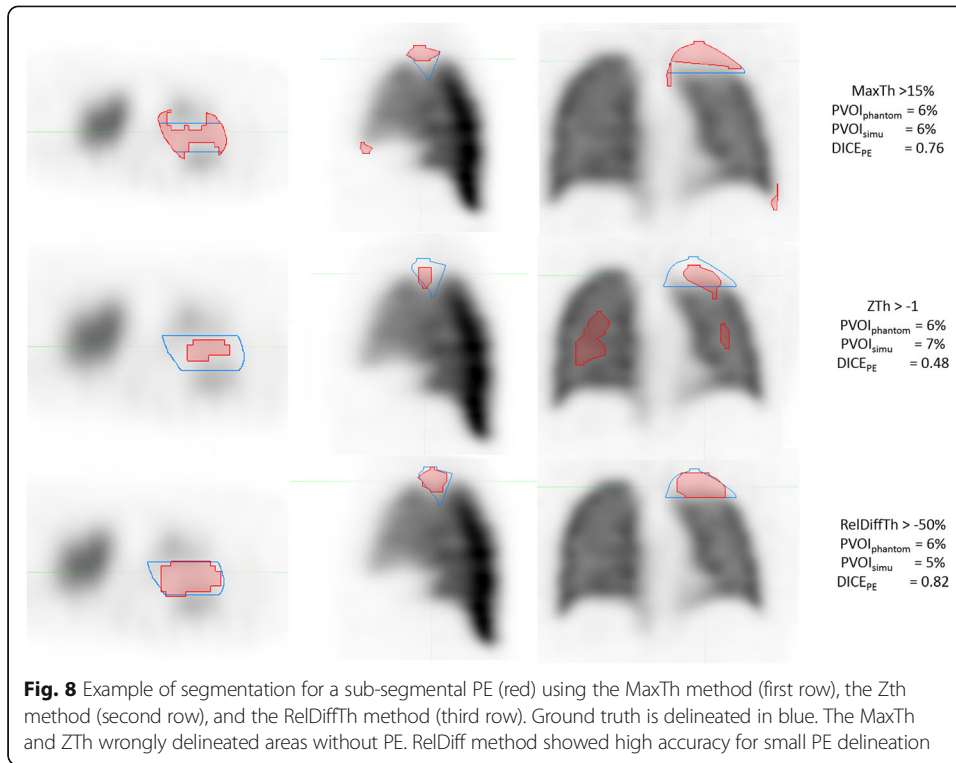 MaxTh >15%
PVOIphantom = 6%
PVOIsimu = 6%
DICEPE = 0.76
ZTh > -1
PVOIphantom = 6%
PVOIsimu = 7%
DICEPE = 0.48
RelDiffTh > -50%
PVOIphantom = 6%
PVOIsimu = 5%
DICEPE = 0.82
Fig. 8 Example of segmentation for a sub-segmental PE (red) using the MaxTh method (first row), the Zth
method (second row), and the RelDiffTh method (third row). Ground truth is delineated in blue. The MaxTh
and ZTh wrongly delineated areas without PE. RelDiff method showed high accuracy for small PE delineation